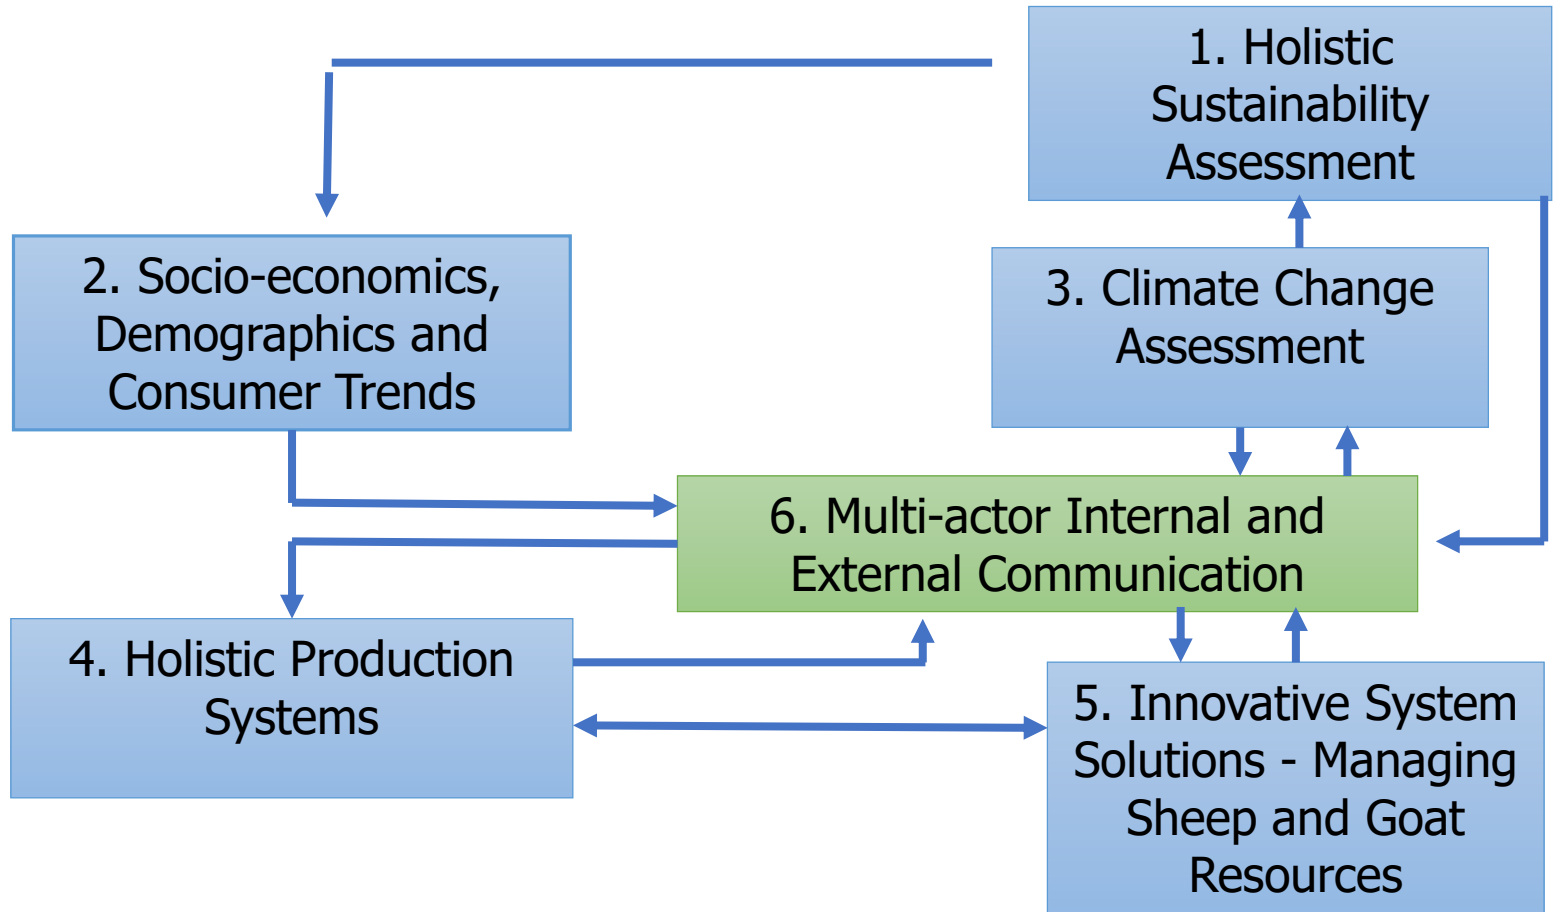 1. Holistic
Sustainability
Assessment
2. Socio-economics,
Demographics and
Consumer Trends
3. Climate Change
Assessment
6. Multi-actor Internal and
External Communication
4. Holistic Production
Systems
5. Innovative System
Solutions - Managing
Sheep and Goat
Resources